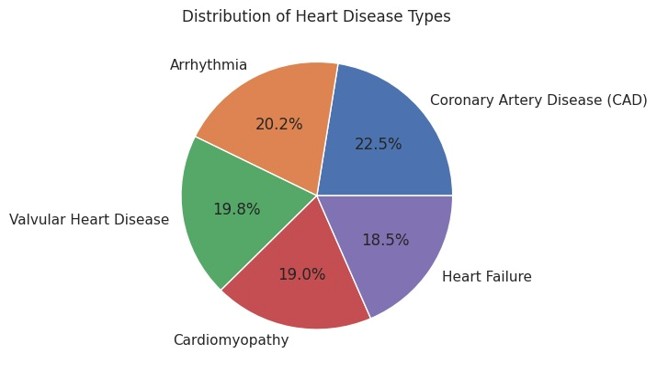 Distribution of Heart Disease Types
Arrhythmia
Coronary Artery Disease (CAD)
20.2%
22.5%
19.8%
Valvular Heart Disease
18.5%
19.0%
Heart Failure
Cardiomyopathy